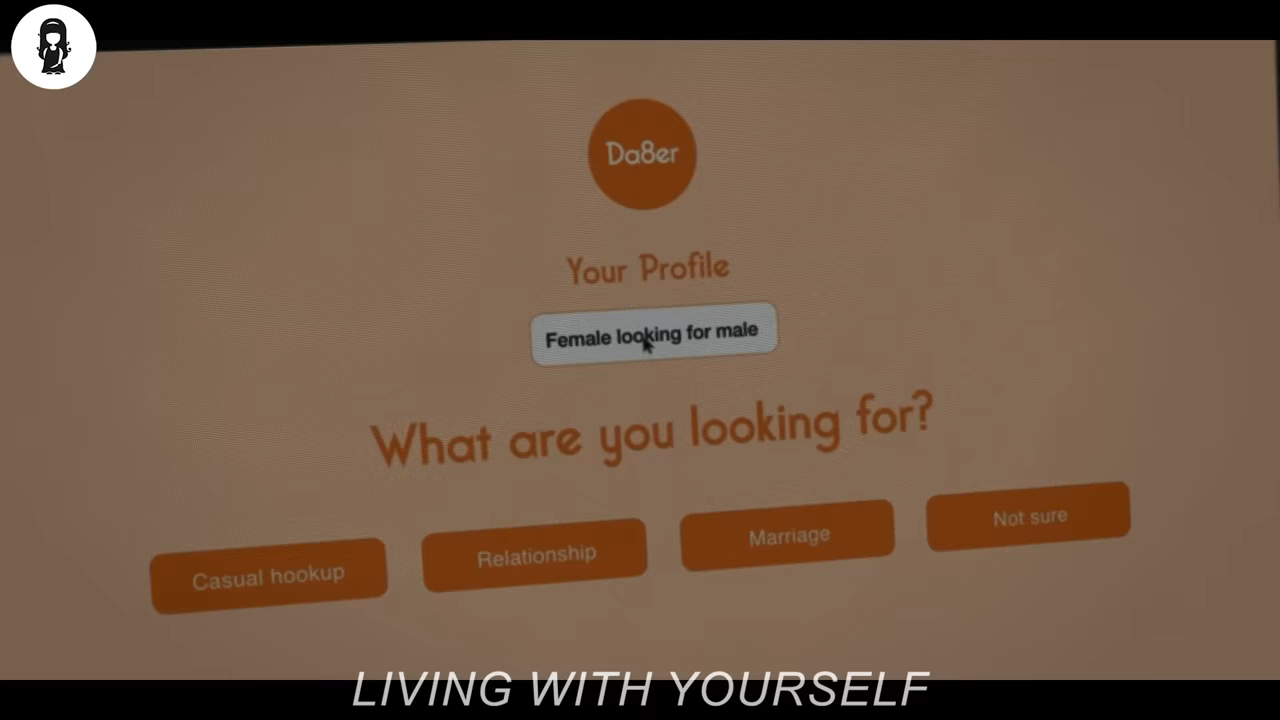 Da8er
Your Profile
Female looking for male
What are you looking for?
Casual hookup
Relationship
Marriage
Not sure
LIVING WITH YOURSELF